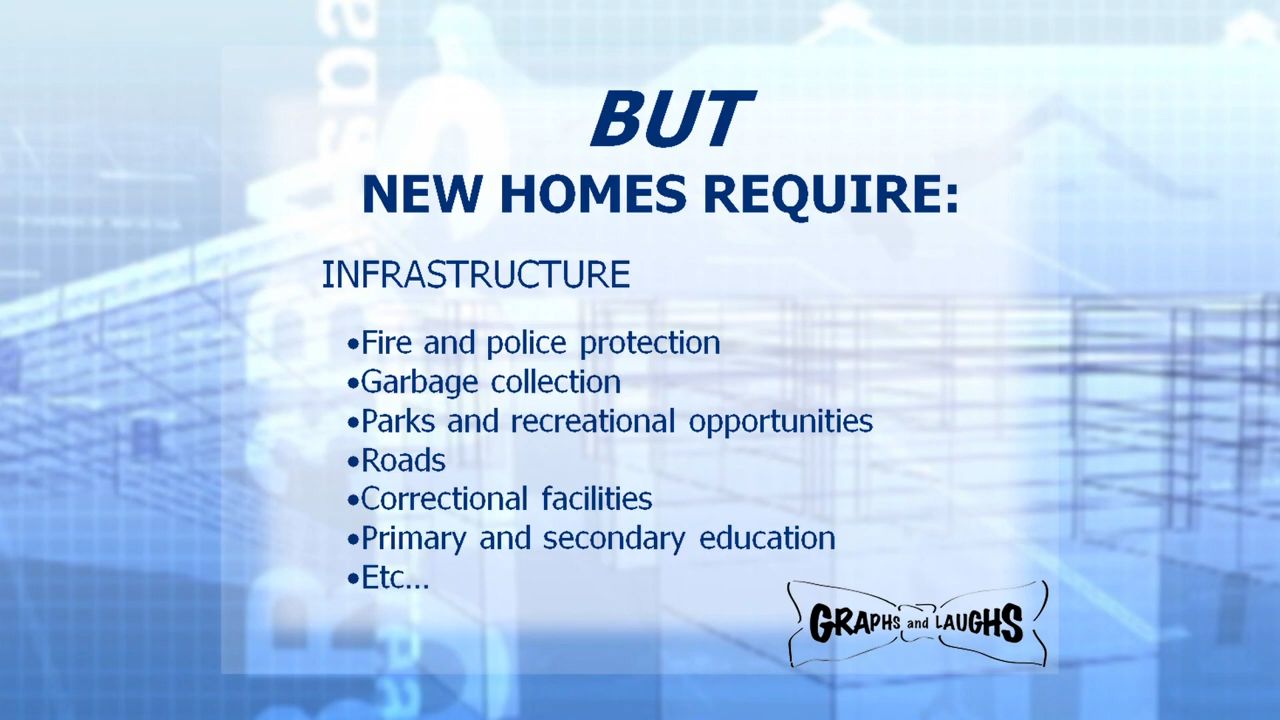 BUT
NEW HOMES REQUIRE:
INFRASTRUCTURE
•Fire and police protection
•Garbage collection
•Parks and recreational opportunities
•Roads
•Correctional facilities
•Primary and secondary education
•Etc...
GRAPHS and LAUGHS